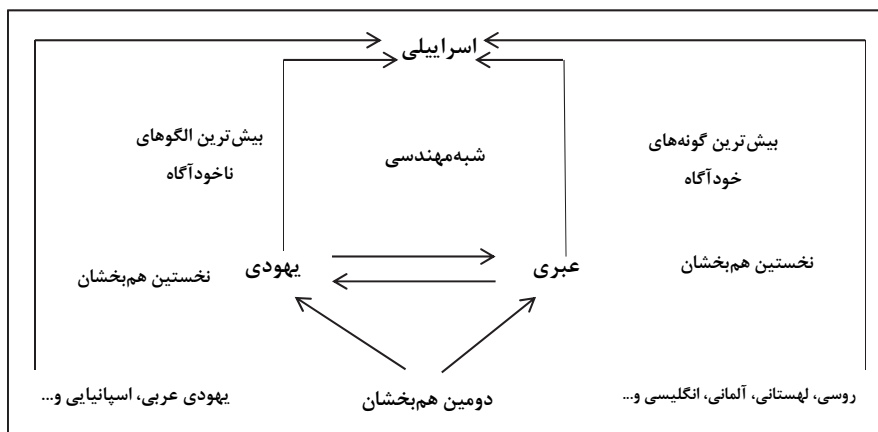 اسراییلی
بیش‌ترین گونه‌های
خودآگاه
شبه‌مهندسی
بیش‌ترین الگوهای
ناخودآگاه
نخستین هم‌بخشان
عبری
یهودی
نخستین هم‌بخشان
روسی، لهستانی، آلمانی، انگلیسی و...
دومین هم‌بخشان
یهودی عربی، اسپانیایی و...